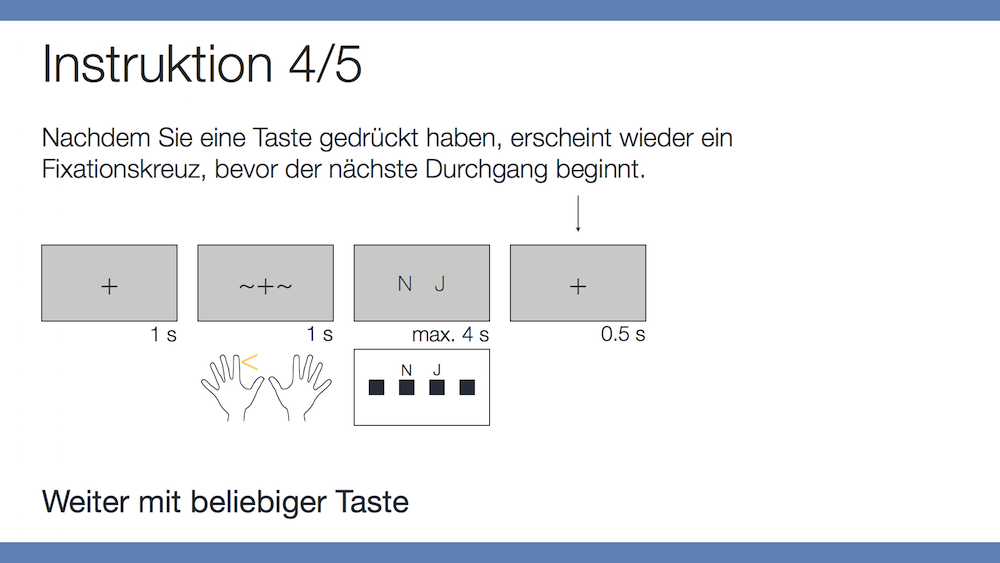 Instruktion 4/5
Nachdem Sie eine Taste gedrückt haben, erscheint wieder ein
Fixationskreuz, bevor der nächste Durchgang beginnt.
+ ~+~ N J +
1 s 1 s max. 4 s 0.5 s
N J
Weiter mit beliebiger Taste